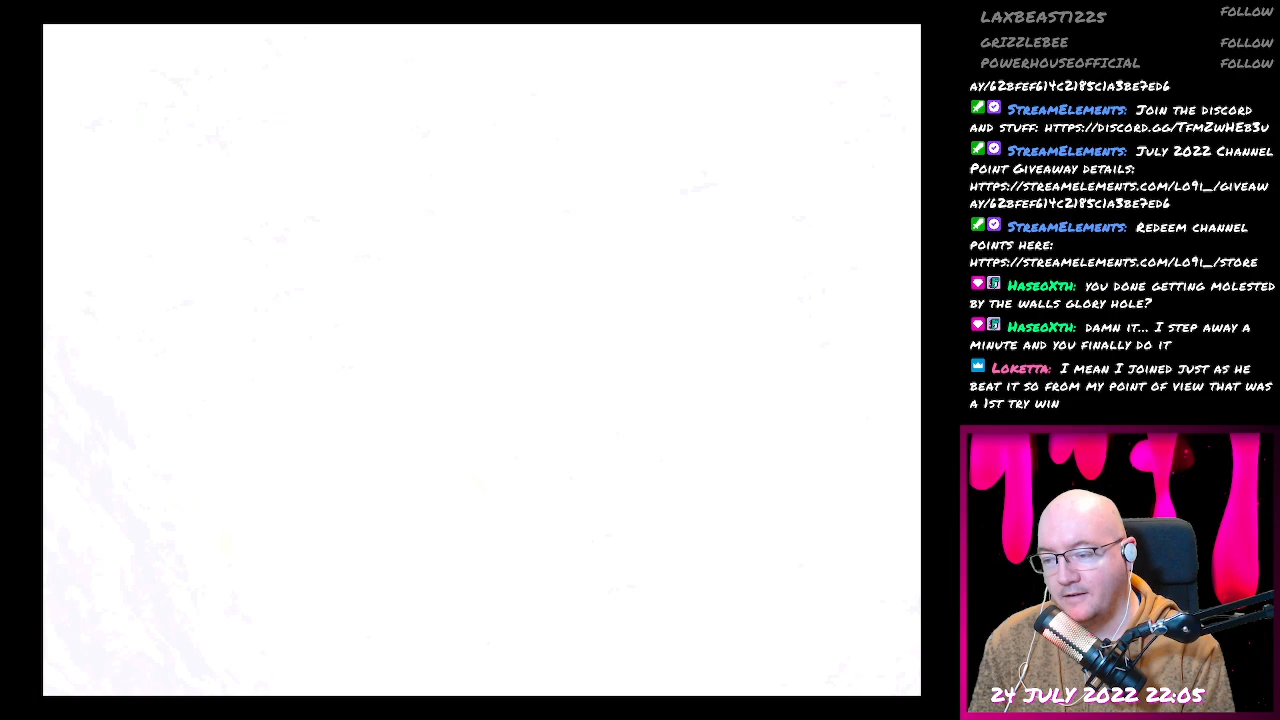 LAXBEAST1225 FOLLOW
GRIZZLEBEE FOLLOW
POWERHOUSEOFFICIAL FOLLOW
AY/62BFEF614C2185C1A3BE7ED6
STREAMELEMENTS: JOIN THE DISCORD
AND STUFF: HTTPS://DISCORD.GG/TFMZWHE83U
STREAMELEMENTS: JULY 2022 CHANNEL
POINT GIVEAWAY DETAILS:
HTTPS://STREAMELEMENTS.COM/LO91_/GIVEAW
AY/62BFEF614C2185C1A3BE7ED6
STREAMELEMENTS: REDEEM CHANNEL
POINTS HERE:
HTTPS://STREAMELEMENTS.COM/LO91_/STORE
HASEOXTH: YOU DONE GETTING MOLESTED
BY THE WALLS GLORY HOLE?
HASEOXTH: DAMN IT... I STEP AWAY A
MINUTE AND YOU FINALLY DO IT
LOKETTA: I MEAN I JOINED JUST AS HE
BEAT IT SO FROM MY POINT OF VIEW THAT WAS
A 1ST TRY WIN
24 JULY 2022 22:05